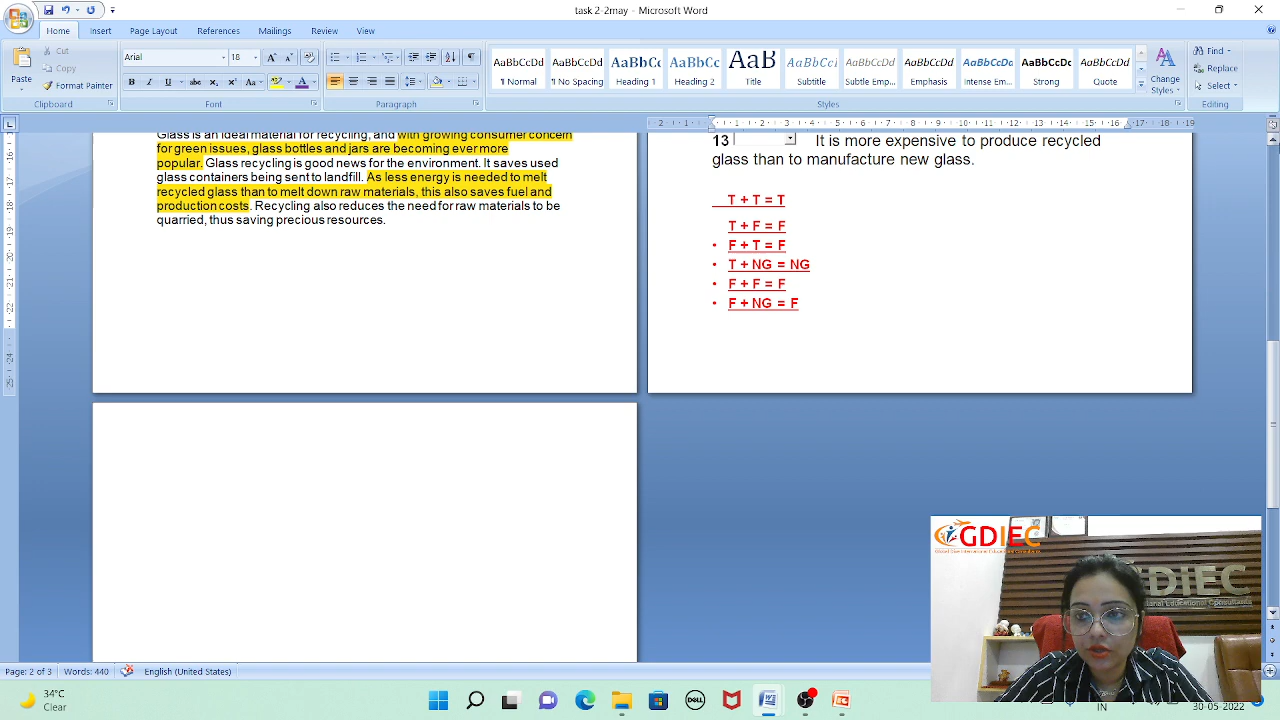 task 2-2may - Microsoft Word
Home Insert Page Layout References Mailings Review View
Paste
Cut
Copy
Format Painter
Clipboard
Arial 18
Font
Paragraph
AaBbCcDd AaBbCcDd AaBbC AaBbCc AaB AaBbCcl AaBbCcDd AaBbCcDd AaBbCcDd AaBbCcDc AaBbCcDd
¶ Normal ¶ No Spacing Heading 1 Heading 2 Title Subtitle Subtle Emp... Emphasis Intense Em... Strong Quote
Change
Styles
Styles
Find
Replace
Select
Editing
Glass is an ideal material for recycling, and with growing consumer concern
for green issues, glass bottles and jars are becoming ever more
popular. Glass recycling is good news for the environment. It saves used
glass containers being sent to landfill. As less energy is needed to melt
recycled glass than to melt down raw materials, this also saves fuel and
production costs. Recycling also reduces the need for raw materials to be
quarried, thus saving precious resources.
13 It is more expensive to produce recycled
glass than to manufacture new glass.
T + T = T
T + F = F
• F + T = F
• T + NG = NG
• F + F = F
• F + NG = F
GDIEC
GDIEC
Page: 2 of 3 Words: 440 English (United States)
34°C
Clear
DELL
IN
30-05-2022